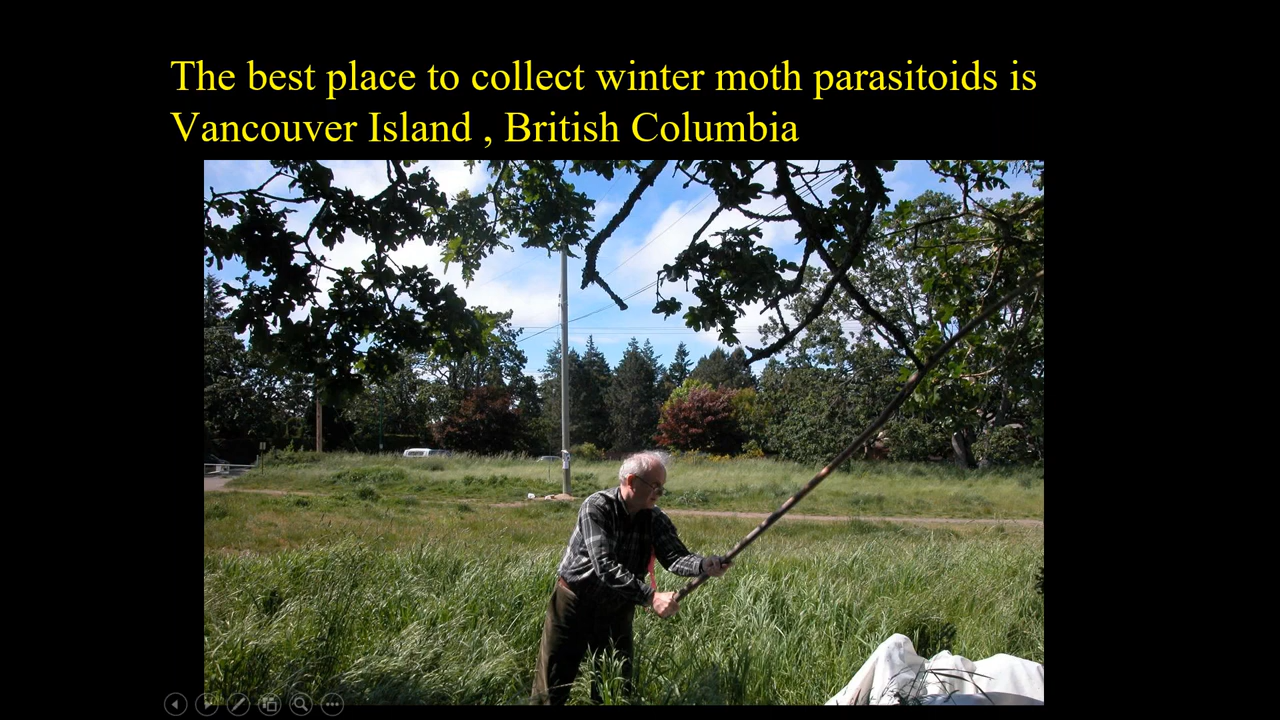 The best place to collect winter moth parasitoids is
Vancouver Island , British Columbia